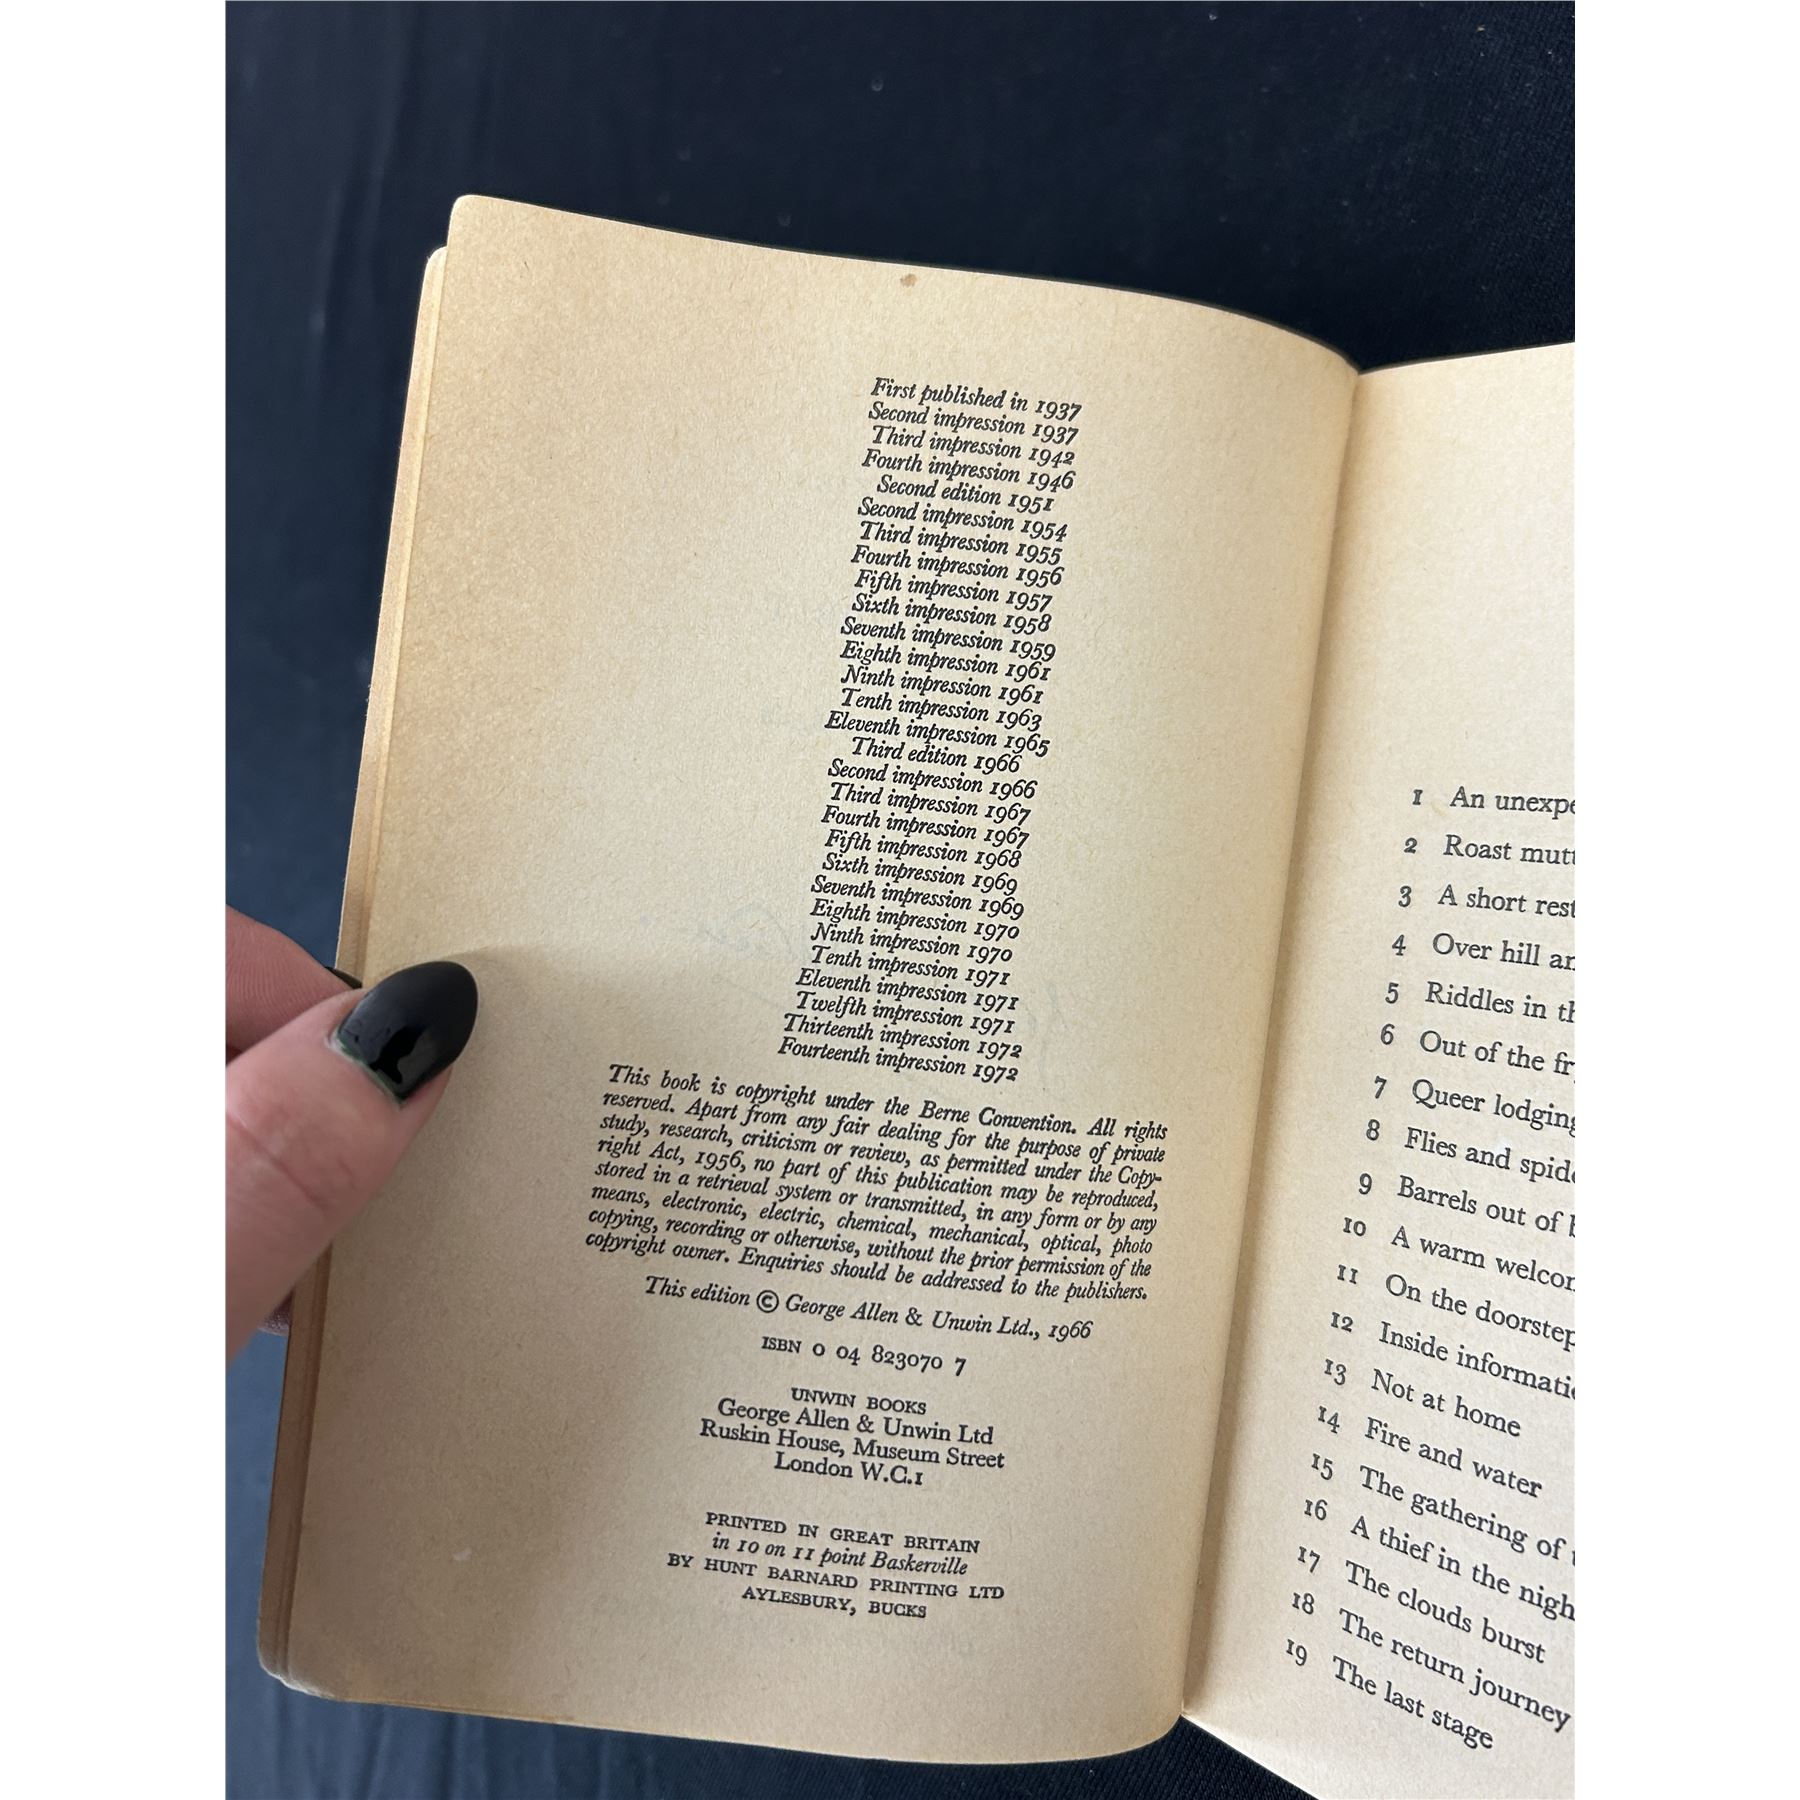 First published in 1937
Second impression 1937
Third impression 1942
Fourth impression 1946
Second edition 1951
Second impression 1954
Third impression 1955
Fourth impression 1956
Fifth impression 1957
Sixth impression 1958
Seventh impression 1959
Eighth impression 1961
Ninth impression 1961
Tenth impression 1963
Eleventh impression 1965
Third edition 1966
Second impression 1966
Third impression 1967
Fourth impression 1967
Fifth impression 1968
Sixth impression 1969
Seventh impression 1969
Eighth impression 1970
Ninth impression 1970
Tenth impression 1971
Eleventh impression 1971
Twelfth impression 1971
Thirteenth impression 1972
Fourteenth impression 1972
This book is copyright under the Berne Convention. All rights
reserved. Apart from any fair dealing for the purpose of private
study, research, criticism or review, as permitted under the Copy-
right Act, 1956, no part of this publication may be reproduced,
stored in a retrieval system or transmitted, in any form or by any
means, electronic, electric, chemical, mechanical, optical, photo
copying, recording or otherwise, without the prior permission of the
copyright owner. Enquiries should be addressed to the publishers.
This edition © George Allen & Unwin Ltd., 1966
ISBN 0 04 823070 7
UNWIN BOOKS
George Allen & Unwin Ltd
Ruskin House, Museum Street
London W.C.1
PRINTED IN GREAT BRITAIN
in 10 on 11 point Baskerville
BY HUNT BARNARD PRINTING LTD
AYLESBURY, BUCKS
1 An unexpe
2 Roast mutt
3 A short rest
4 Over hill an
5 Riddles in th
6 Out of the fr
7 Queer lodging
8 Flies and spide
9 Barrels out of b
10 A warm welcom
11 On the doorstep
12 Inside informatio
13 Not at home
14 Fire and water
15 The gathering of t
16 A thief in the nigh
17 The clouds burst
18 The return journey
19 The last stage